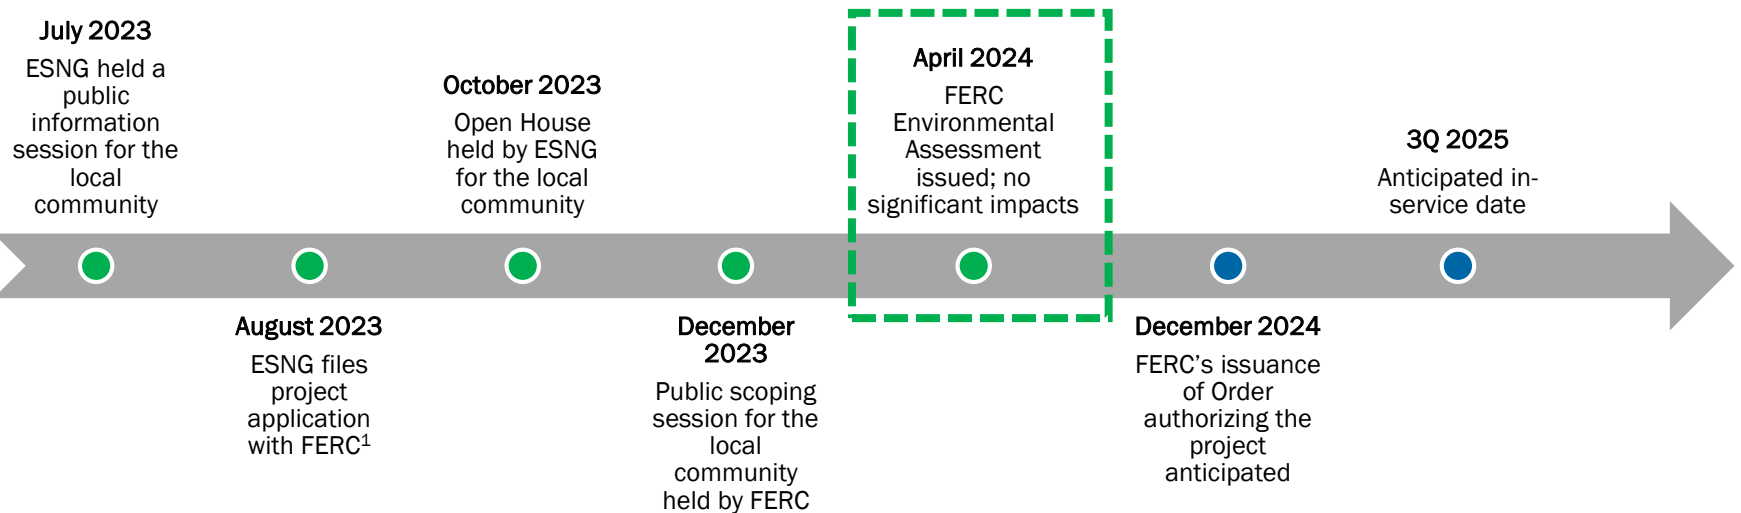 July 2023
ESNG held a
public
information
session for the
local
community
August 2023
ESNG files
project
application
with FERC1
October 2023
Open House
held by ESNG
for the local
community
December
2023
Public scoping
session for the
local
community
held by FERC
April 2024
FERC
Environmental
Assessment
issued; no
significant impacts
December 2024
FERC’s issuance
of Order
authorizing the
project
anticipated
3Q 2025
Anticipated in-
service date